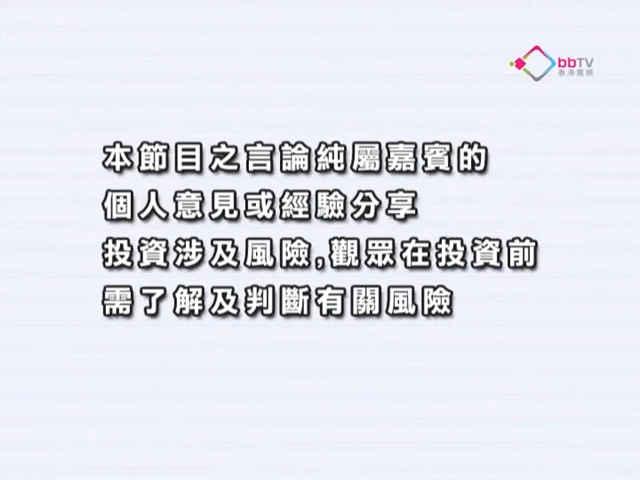 bbTV
香港寬頻
本節目之言論純屬嘉賓的
個人意見或經驗分享
投資涉及風險,觀眾在投資前
需了解及判斷有關風險